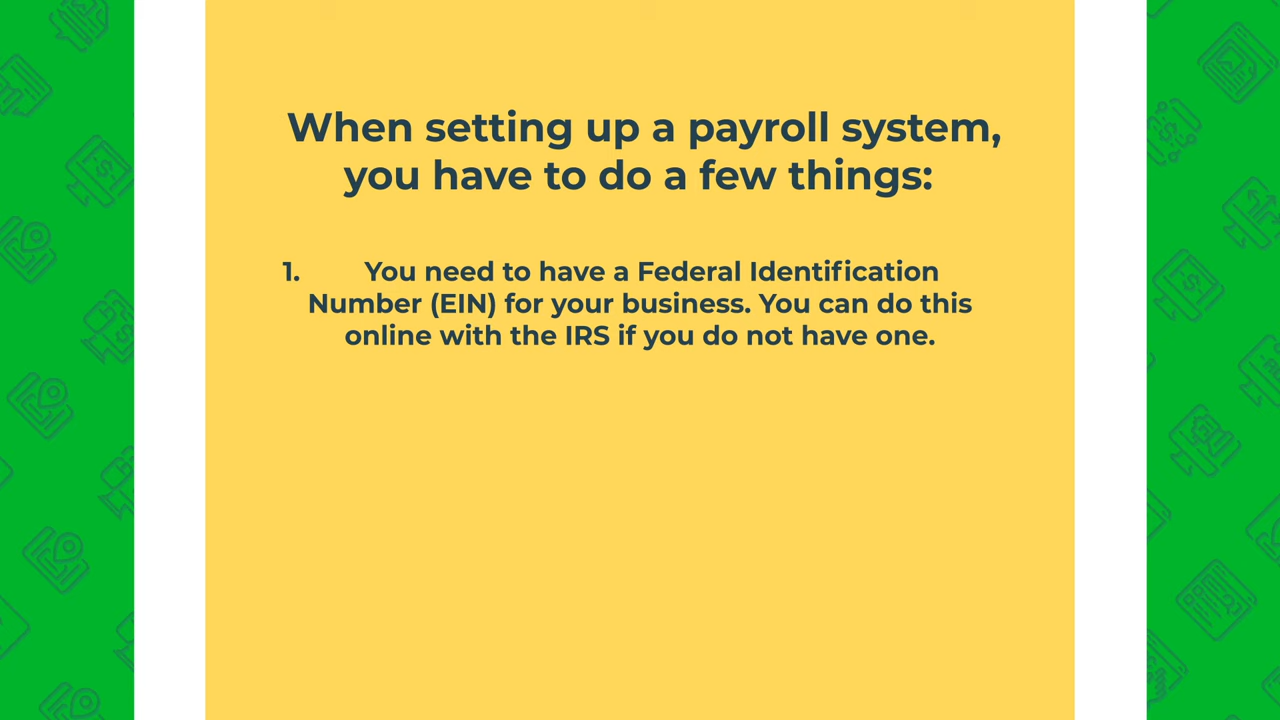 When setting up a payroll system,
you have to do a few things:
1. You need to have a Federal Identification
Number (EIN) for your business. You can do this
online with the IRS if you do not have one.